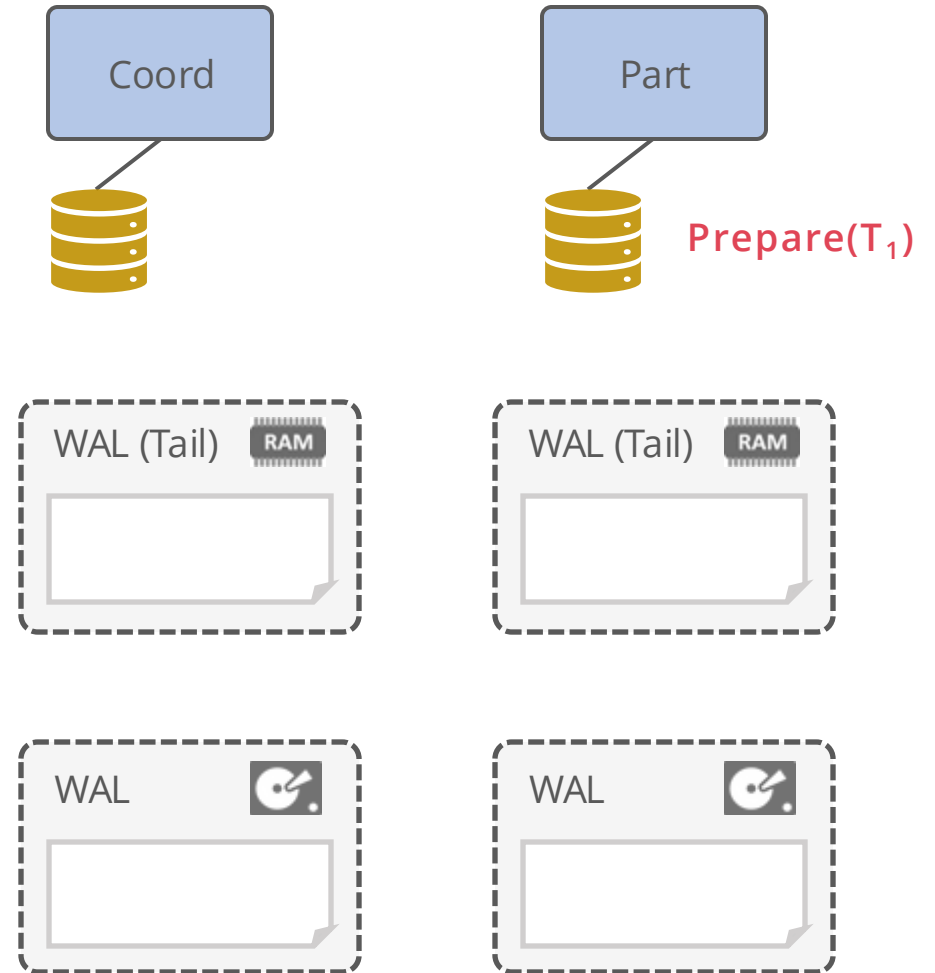 Coord
Part
Prepare(T₁)
WAL (Tail) RAM
WAL (Tail) RAM
WAL
WAL